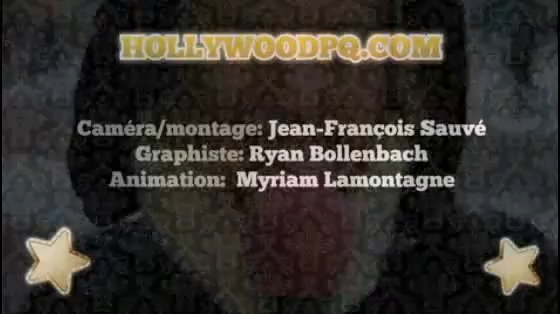 HOLLYWOODPQ.COM
Caméra/montage: Jean-François Sauvé
Graphiste: Ryan Bollenbach
Animation: Myriam Lamontagne